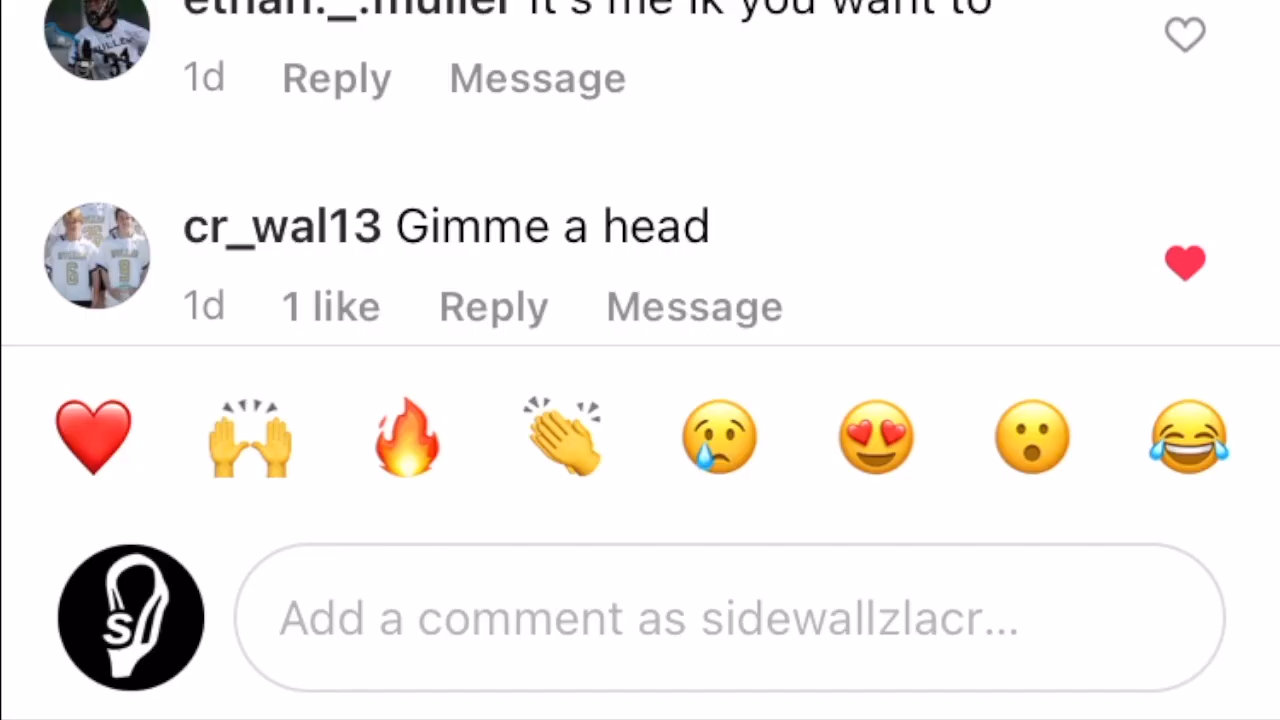 ethan._.muller It's me ik you want to
1d Reply Message
cr_wal13 Gimme a head
1d 1 like Reply Message
Add a comment as sidewallzlacr...
S